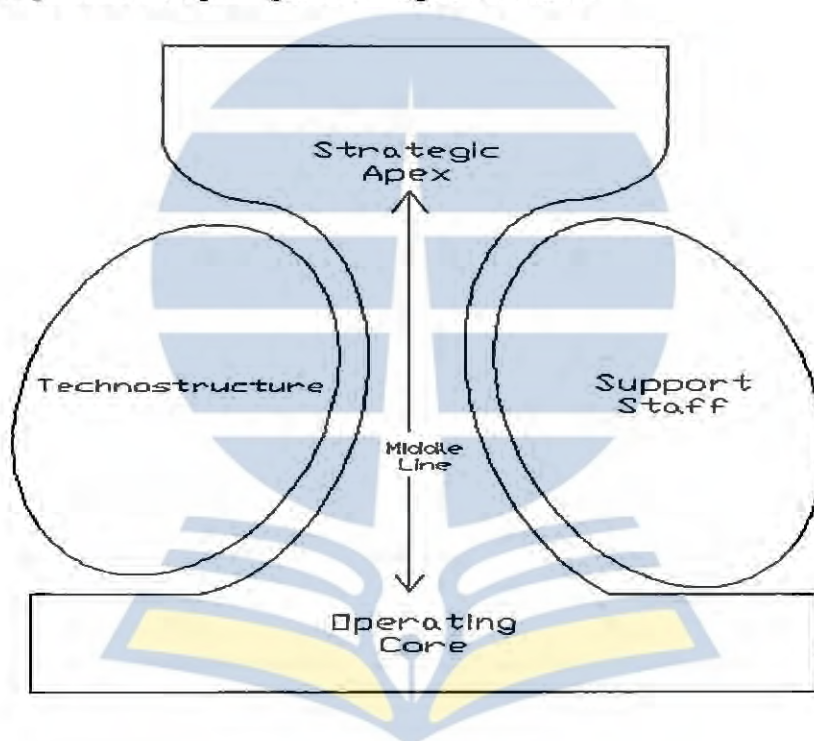 Strategic
Apex
Technostructure
Support
Staff
Middle
Line
Operating
Core